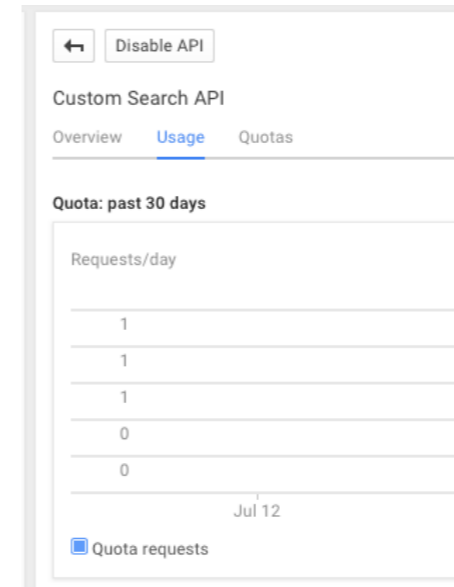 Disable API
Custom Search API
Overview Usage Quotas
Quota: past 30 days
Requests/day
1
1
1
0
0
Jul 12
Quota requests